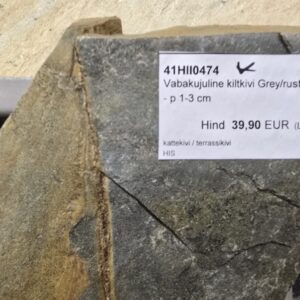 41HII0474
Vabakujuline kiltkivi Grey/rust
- p 1-3 cm
Hind 39,90 EUR (L
kattekivi / terrassikivi
HIS